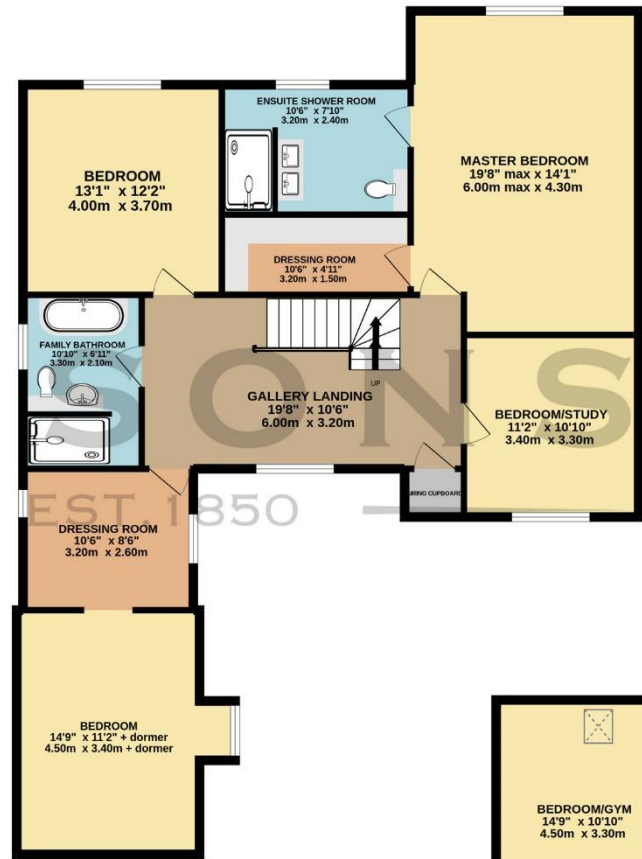 ENSUITE SHOWER ROOM
10'6" x 7'10"
3.20m x 2.40m
BEDROOM
13'1" x 12'2"
4.00m x 3.70m
MASTER BEDROOM
19'8" max x 14'1"
6.00m max x 4.30m
DRESSING ROOM
10'6" x 4'11"
3.20m x 1.50m
FAMILY BATHROOM
10'10" x 6'11"
3.30m x 2.10m
UP
GALLERY LANDING
19'8" x 10'6"
6.00m x 3.20m
BEDROOM/STUDY
11'2" x 10'10"
3.40m x 3.30m
SONS
EST. 1850
IRING CUPBOARD
DRESSING ROOM
10'6" x 8'6"
3.20m x 2.60m
BEDROOM
14'9" x 11'2" + dormer
4.50m x 3.40m + dormer
BEDROOM/GYM
14'9" x 10'10"
4.50m x 3.30m